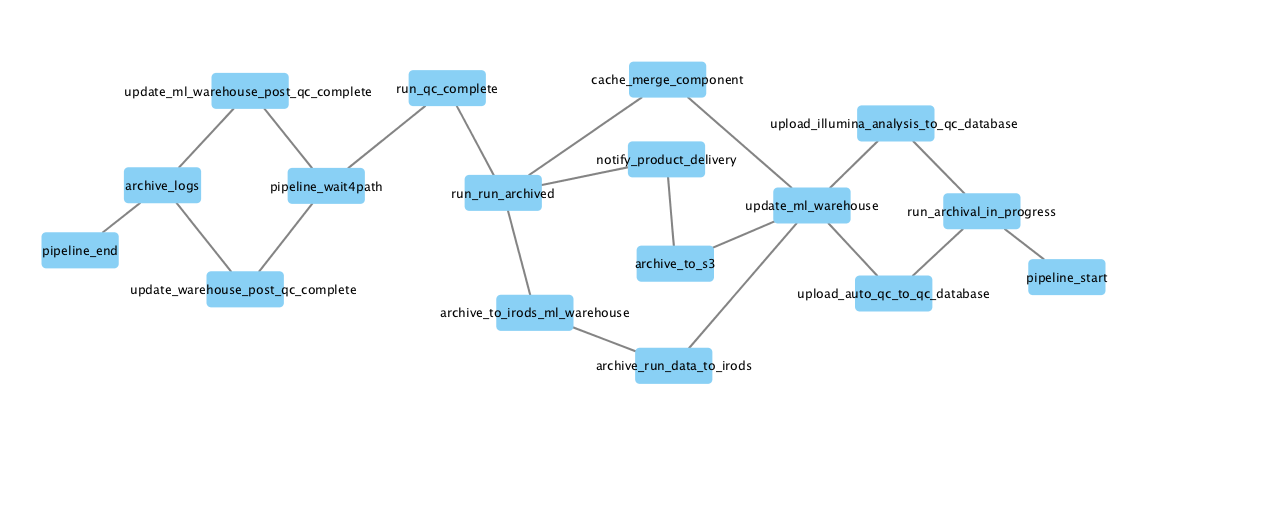 cache_merge_component
run_qc_complete
update_ml_warehouse_post_qc_complete
upload_illumina_analysis_to_qc_database
notify_product_delivery
archive_logs
pipeline_wait4path
run_run_archived
update_ml_warehouse
run_archival_in_progress
pipeline_end
archive_to_s3
pipeline_start
update_warehouse_post_qc_complete
upload_auto_qc_to_qc_database
archive_to_irods_ml_warehouse
archive_run_data_to_irods